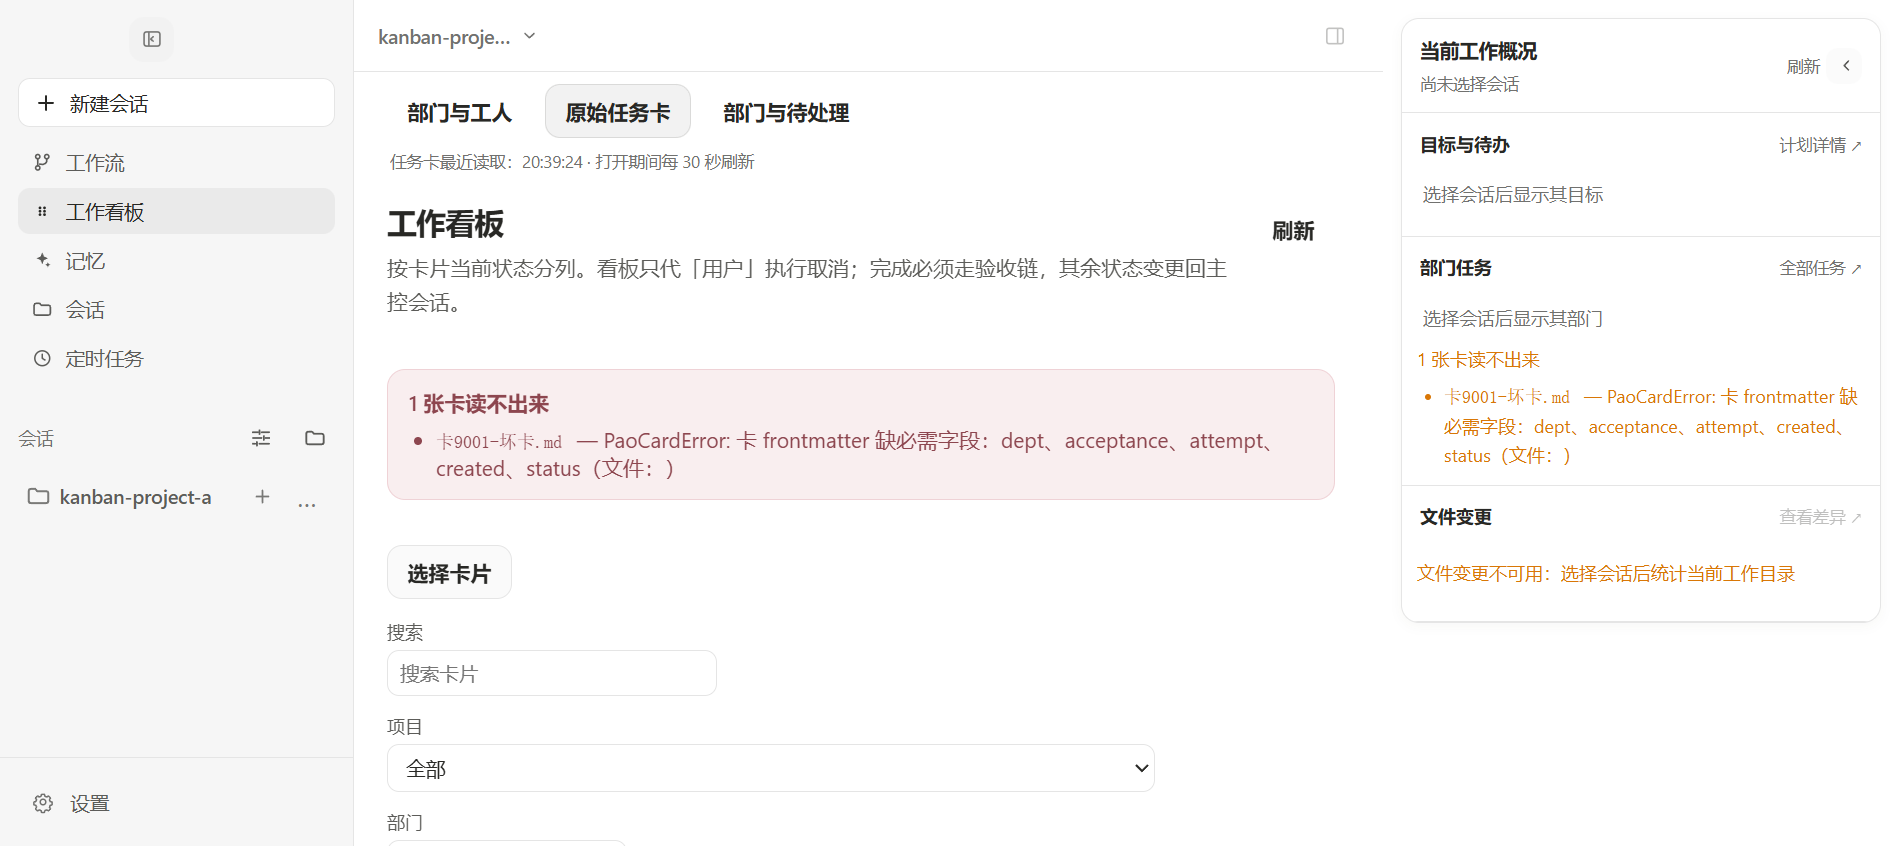 新建会话
工作流
工作看板
记忆
会话
定时任务
会话
kanban-project-a
...
设置
kanban-proje...
部门与工人
原始任务卡
部门与待处理
任务卡最近读取：20:39:24 · 打开期间每 30 秒刷新
工作看板
刷新
按卡片当前状态分列。看板只代「用户」执行取消；完成必须走验收链，其余状态变更回主
控会话。
1 张卡读不出来
卡9001-坏卡.md — PaoCardError: 卡 frontmatter 缺必需字段：dept、acceptance、attempt、
created、status（文件：）
选择卡片
搜索
搜索卡片
项目
全部
部门
当前工作概况
尚未选择会话
刷新
目标与待办
计划详情 ↗
选择会话后显示其目标
部门任务
全部任务 ↗
选择会话后显示其部门
1 张卡读不出来
卡9001-坏卡.md — PaoCardError: 卡 frontmatter 缺
必需字段：dept、acceptance、attempt、created、
status（文件：）
文件变更
查看差异 ↗
文件变更不可用：选择会话后统计当前工作目录